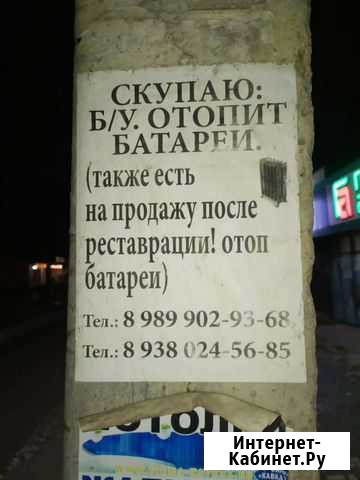 СКУПАЮ:
Б/У. ОТОПИТ
БАТАРЕИ.
(также есть
на продажу после
реставрации! отоп
батареи)
Тел.: 8 989 902-93-68
Тел.: 8 938 024-56-85
Интернет-
Кабинет.Ру